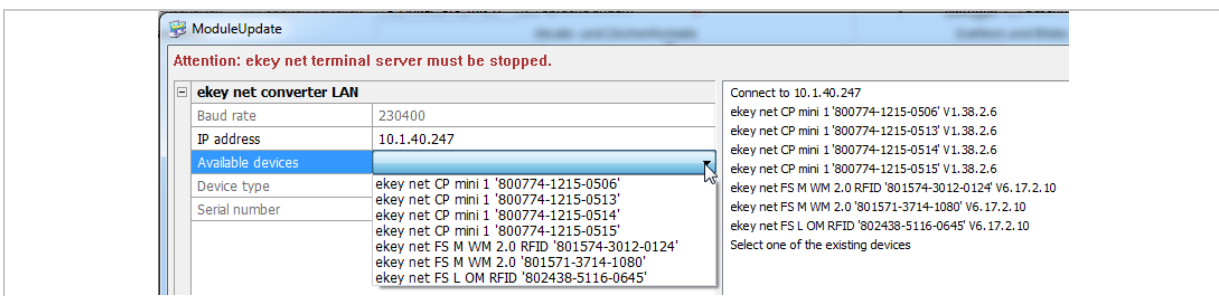 ModuleUpdate
Attention: ekey net terminal server must be stopped.
ekey net converter LAN
Baud rate 230400
IP address 10.1.40.247
Available devices
Device type
Serial number
ekey net CP mini 1 '800774-1215-0506'
ekey net CP mini 1 '800774-1215-0513'
ekey net CP mini 1 '800774-1215-0514'
ekey net CP mini 1 '800774-1215-0515'
ekey net FS M WM 2.0 RFID '801574-3012-0124'
ekey net FS M WM 2.0 '801571-3714-1080'
ekey net FS L OM RFID '802438-5116-0645'
Connect to 10.1.40.247
ekey net CP mini 1 '800774-1215-0506' V1.38.2.6
ekey net CP mini 1 '800774-1215-0513' V1.38.2.6
ekey net CP mini 1 '800774-1215-0514' V1.38.2.6
ekey net CP mini 1 '800774-1215-0515' V1.38.2.6
ekey net FS M WM 2.0 RFID '801574-3012-0124' V6.17.2.10
ekey net FS M WM 2.0 '801571-3714-1080' V6.17.2.10
ekey net FS L OM RFID '802438-5116-0645' V6.17.2.10
Select one of the existing devices